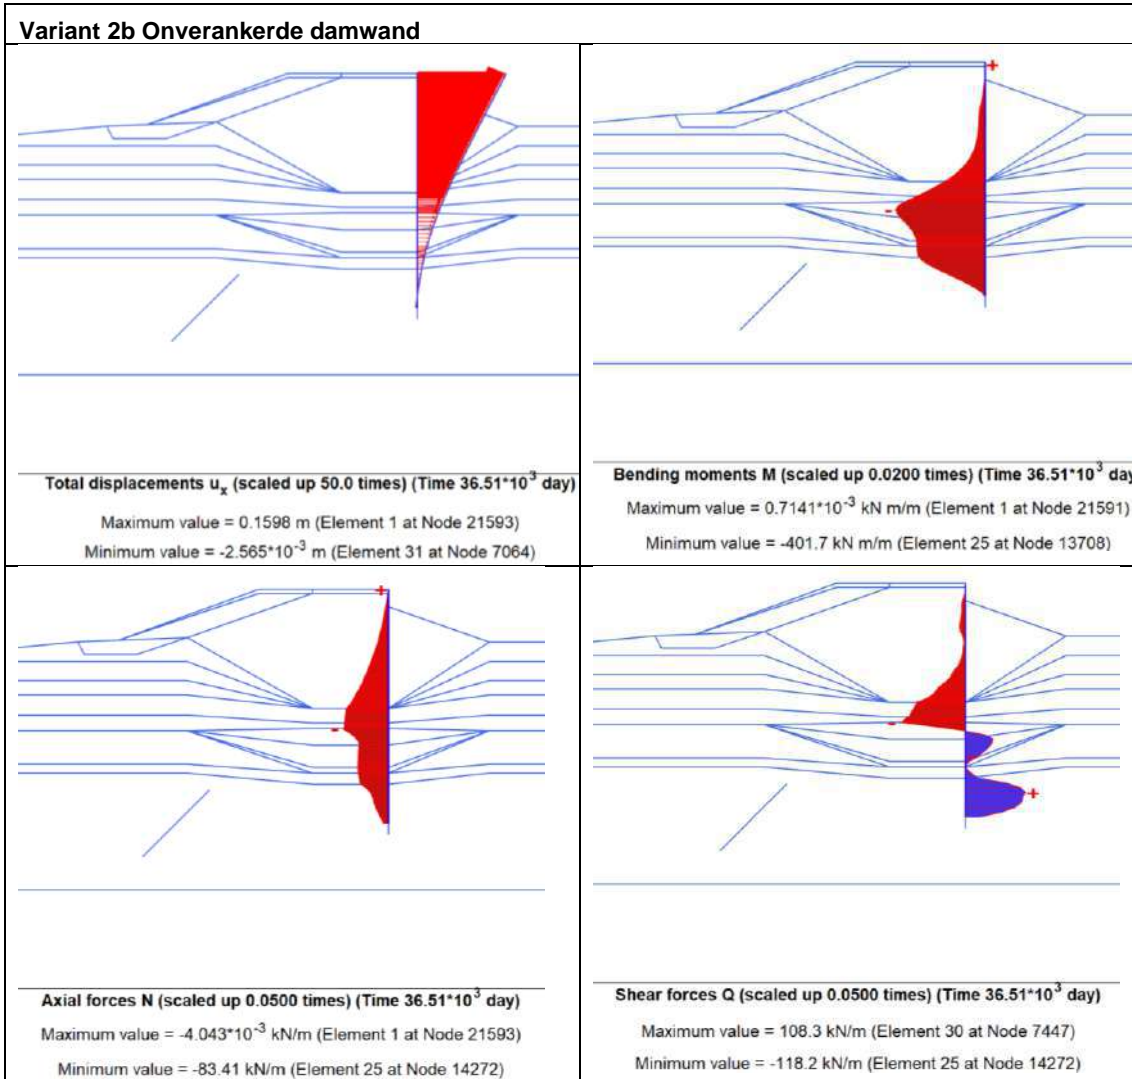 Variant 2b Onverankerde damwand
Total displacements uₓ (scaled up 50.0 times) (Time 36.51*10³ day)
Maximum value = 0.1598 m (Element 1 at Node 21593)
Minimum value = -2.565*10⁻³ m (Element 31 at Node 7064)
+
-
Bending moments M (scaled up 0.0200 times) (Time 36.51*10³ day
Maximum value = 0.7141*10⁻³ kN m/m (Element 1 at Node 21591)
Minimum value = -401.7 kN m/m (Element 25 at Node 13708)
+
-
Axial forces N (scaled up 0.0500 times) (Time 36.51*10³ day)
Maximum value = -4.043*10⁻³ kN/m (Element 1 at Node 21593)
Minimum value = -83.41 kN/m (Element 25 at Node 14272)
-
+
Shear forces Q (scaled up 0.0500 times) (Time 36.51*10³ day)
Maximum value = 108.3 kN/m (Element 30 at Node 7447)
Minimum value = -118.2 kN/m (Element 25 at Node 14272)